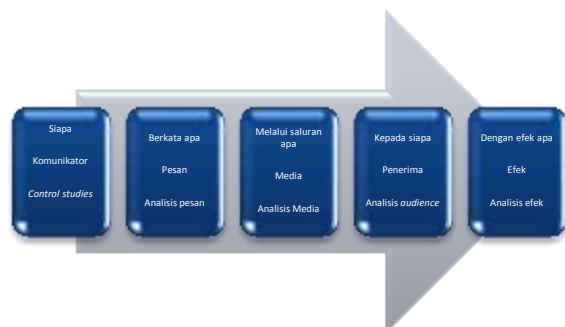 Siapa
Komunikator
Control studies
Berkata apa
Pesan
Analisis pesan
Melalui saluran
apa
Media
Analisis Media
Kepada siapa
Penerima
Analisis audience
Dengan efek apa
Efek
Analisis efek